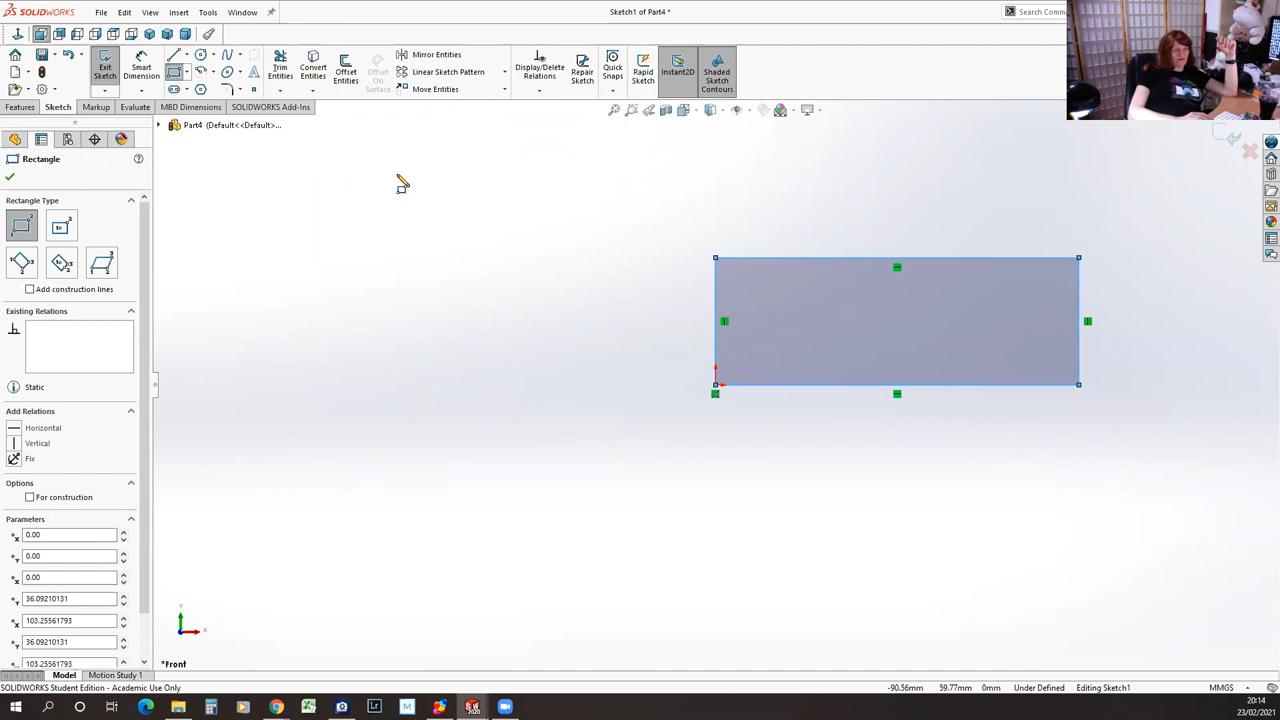 SOLIDWORKS File Edit View Insert Tools Window Sketch1 of Part4 * Search Comm
Exit Sketch
Smart Dimension
Trim Entities
Convert Entities
Offset Entities
Offset On Surface
Mirror Entities
Linear Sketch Pattern
Move Entities
Display/Delete Relations
Repair Sketch
Quick Snaps
Rapid Sketch
Instant2D
Shaded Sketch Contours
Features Sketch Markup Evaluate MBD Dimensions SOLIDWORKS Add-Ins
Part4 (Default<<Default>...
Rectangle
Rectangle Type
Add construction lines
Existing Relations
Static
Add Relations
Horizontal
Vertical
Fix
Options
For construction
Parameters
0.00
0.00
0.00
36.09210131
103.25561793
36.09210131
103.25561793
Y
X
*Front
Model Motion Study 1
SOLIDWORKS Student Edition - Academic Use Only -90.56mm 59.77mm 0mm Under Defined Editing Sketch1 MMGS
20:14
23/02/2021